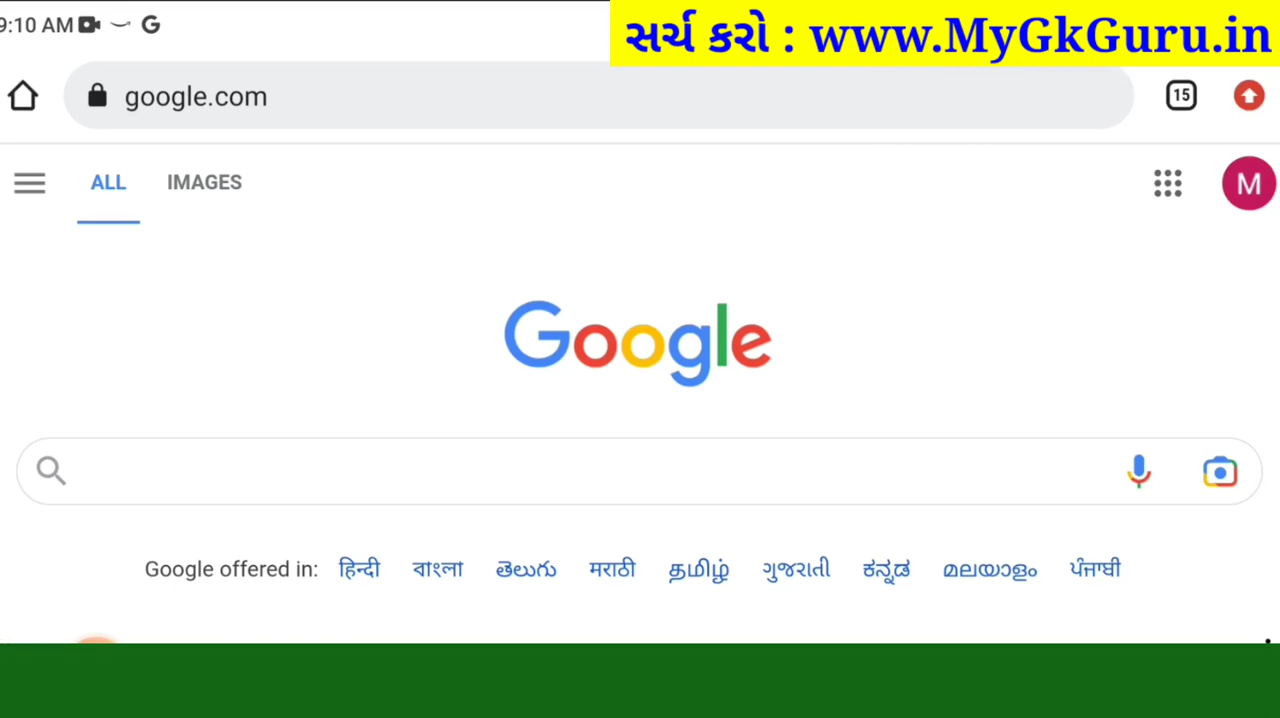 9:10 AM
સર્ચ કરો : www.MyGkGuru.in
google.com
15
ALL IMAGES
M
Google
Google offered in: हिन्दी বাংলা తెలుగు मराठी தமிழ் ગુજરાતી ಕನ್ನಡ മലയാളം ਪੰਜਾਬੀ